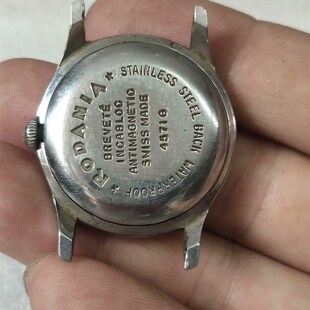 ★ RODANIA ★ STAINLESS STEEL BACK WATERPROOF
BREVETÉ
INCABLOC
ANTIMAGNETIC
SWISS MADE
45710